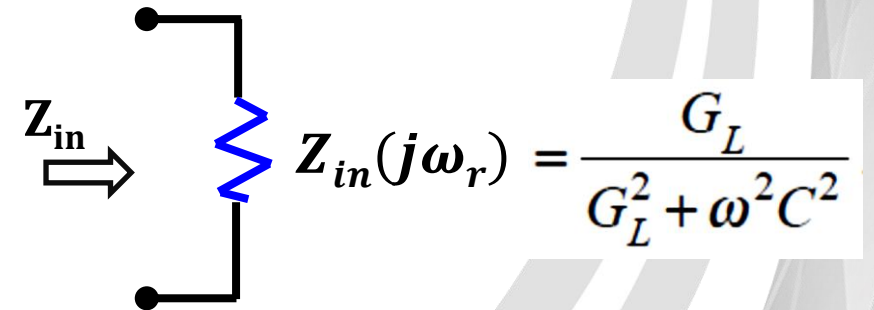 Z_in
Z_in(jω_r) = G_L / (G_L^2 + ω^2C^2)